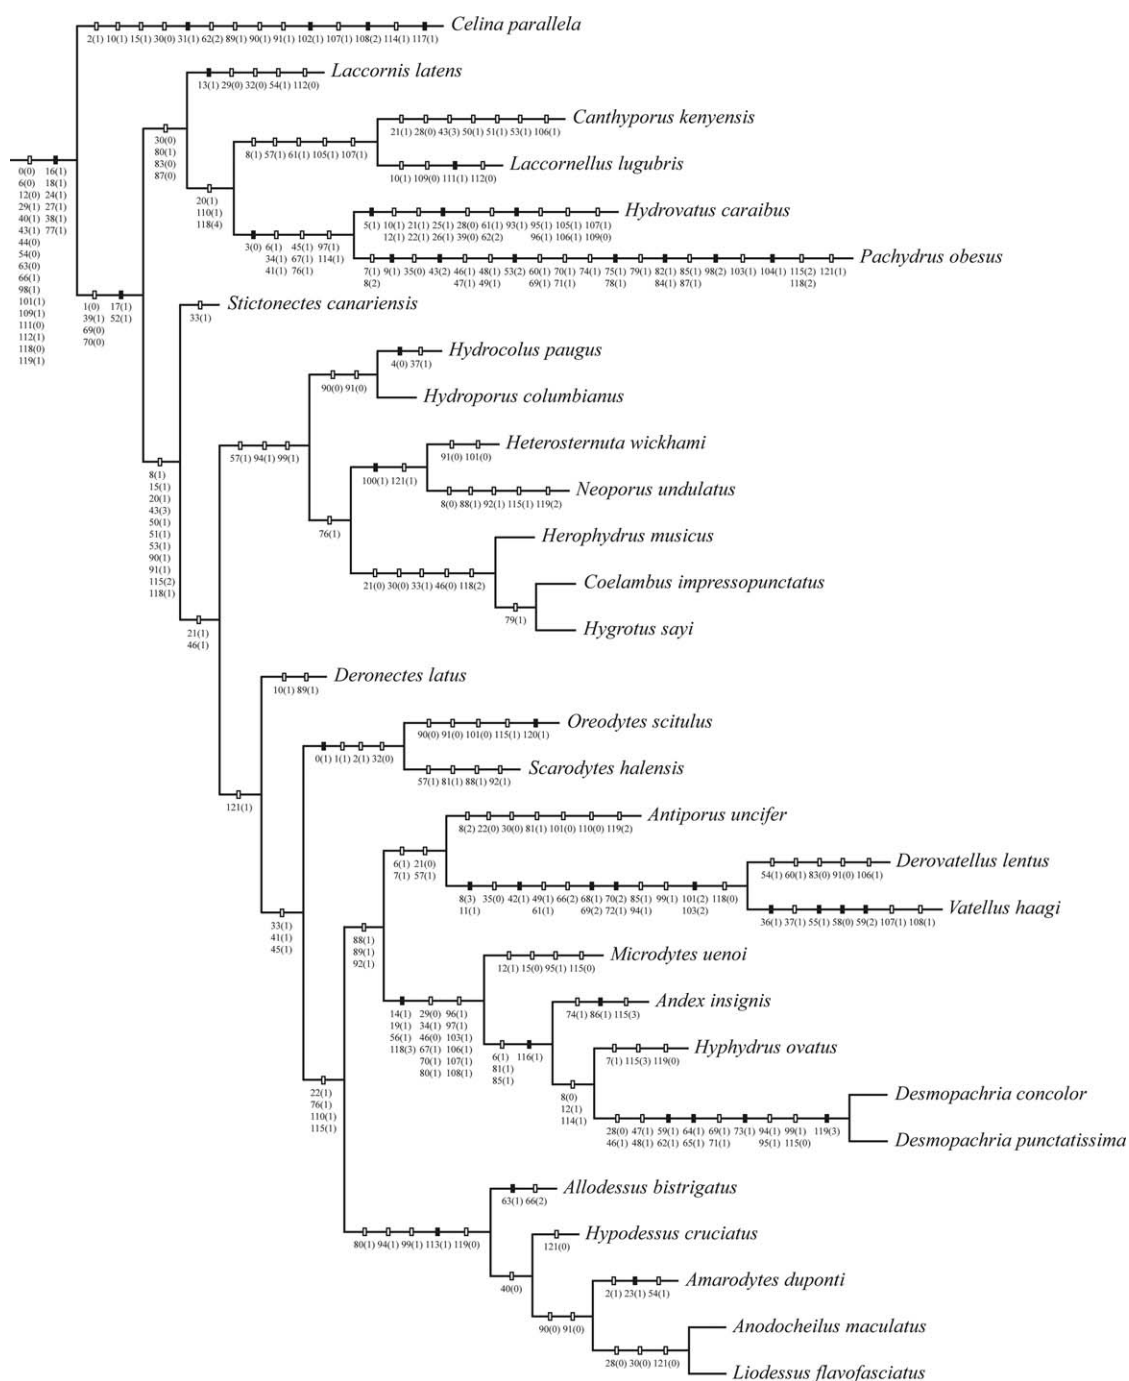 Celina parallela
2(1) 10(1) 15(1) 30(0) 31(1) 62(2) 89(1) 90(1) 91(1) 102(1) 107(1) 108(2) 114(1) 117(1)
Laccornis latens
13(1) 29(0) 32(0) 54(1) 112(0)
Canthyporus kenyensis
21(1) 28(0) 43(3) 50(1) 51(1) 53(1) 106(1)
30(0)
80(1)
83(0)
87(0)
8(1) 57(1) 61(1) 105(1) 107(1)
Laccornellus lugubris
10(1) 109(0) 111(1) 112(0)
0(0) 16(1)
6(0) 18(1)
12(0) 24(1)
29(1) 27(1)
40(1) 38(1)
43(1) 77(1)
44(0)
54(0)
63(0)
66(1)
98(1)
101(1)
109(1)
111(0)
112(1)
118(0)
119(1)
20(1)
110(1)
118(4)
Hydrovatus caraibus
5(1) 10(1) 21(1) 25(1) 28(0) 61(1) 93(1) 95(1) 105(1) 107(1)
12(1) 22(1) 26(1) 39(0) 62(2) 96(1) 106(1) 109(0)
3(0) 6(1) 45(1) 97(1)
34(1) 67(1) 114(1)
41(1) 76(1)
Pachydrus obesus
7(1) 9(1) 35(0) 43(2) 46(1) 48(1) 53(2) 60(1) 70(1) 74(1) 75(1) 79(1) 82(1) 85(1) 98(2) 103(1) 104(1) 115(2) 121(1)
8(2) 47(1) 49(1) 69(1) 71(1) 78(1) 84(1) 87(1) 118(2)
1(0) 17(1)
39(1) 52(1)
69(0)
70(0)
Stictonectes canariensis
33(1)
Hydrocolus paugus
4(0) 37(1)
90(0) 91(0)
Hydroporus columbianus
57(1) 94(1) 99(1)
Heterosternuta wickhami
91(0) 101(0)
100(1) 121(1)
8(1)
15(1)
20(1)
43(3)
50(1)
51(1)
53(1)
90(1)
91(1)
115(2)
118(1)
Neoporus undulatus
8(0) 88(1) 92(1) 115(1) 119(2)
76(1)
Herophydrus musicus
21(0) 30(0) 33(1) 46(0) 118(2)
Coelambus impressopunctatus
79(1)
Hygrotus sayi
21(1)
46(1)
Deronectes latus
10(1) 89(1)
Oreodytes scitulus
90(0) 91(0) 101(0) 115(1) 120(1)
0(1) 1(1) 2(1) 32(0)
Scarodytes halensis
57(1) 81(1) 88(1) 92(1)
121(1)
Antiporus uncifer
8(2) 22(0) 30(0) 81(1) 101(0) 110(0) 119(2)
6(1) 21(0)
7(1) 57(1)
Derovatellus lentus
54(1) 60(1) 83(0) 91(0) 106(1)
8(3) 35(0) 42(1) 49(1) 66(2) 68(1) 70(2) 85(1) 99(1) 101(2) 118(0)
11(1) 61(1) 69(2) 72(1) 94(1) 103(2)
Vatellus haagi
36(1) 37(1) 55(1) 58(0) 59(2) 107(1) 108(1)
33(1)
41(1)
45(1)
88(1)
89(1)
92(1)
Microdytes uenoi
12(1) 15(0) 95(1) 115(0)
Andex insignis
74(1) 86(1) 115(3)
14(1) 29(0) 96(1)
19(1) 34(1) 97(1)
56(1) 46(0) 103(1)
118(3) 67(1) 106(1)
70(1) 107(1)
80(1) 108(1)
6(1) 116(1)
81(1)
85(1)
Hyphydrus ovatus
7(1) 115(3) 119(0)
22(1)
76(1)
110(1)
115(1)
8(0)
12(1)
114(1)
Desmopachria concolor
28(0) 47(1) 59(1) 64(1) 69(1) 73(1) 94(1) 99(1) 119(3)
46(1) 48(1) 62(1) 65(1) 71(1) 95(1) 115(0)
Desmopachria punctatissima
Allodessus bistrigatus
63(1) 66(2)
80(1) 94(1) 99(1) 113(1) 119(0)
Hypodessus cruciatus
121(0)
40(0)
Amarodytes duponti
2(1) 23(1) 54(1)
90(0) 91(0)
Anodocheilus maculatus
28(0) 30(0) 121(0)
Liodessus flavofasciatus